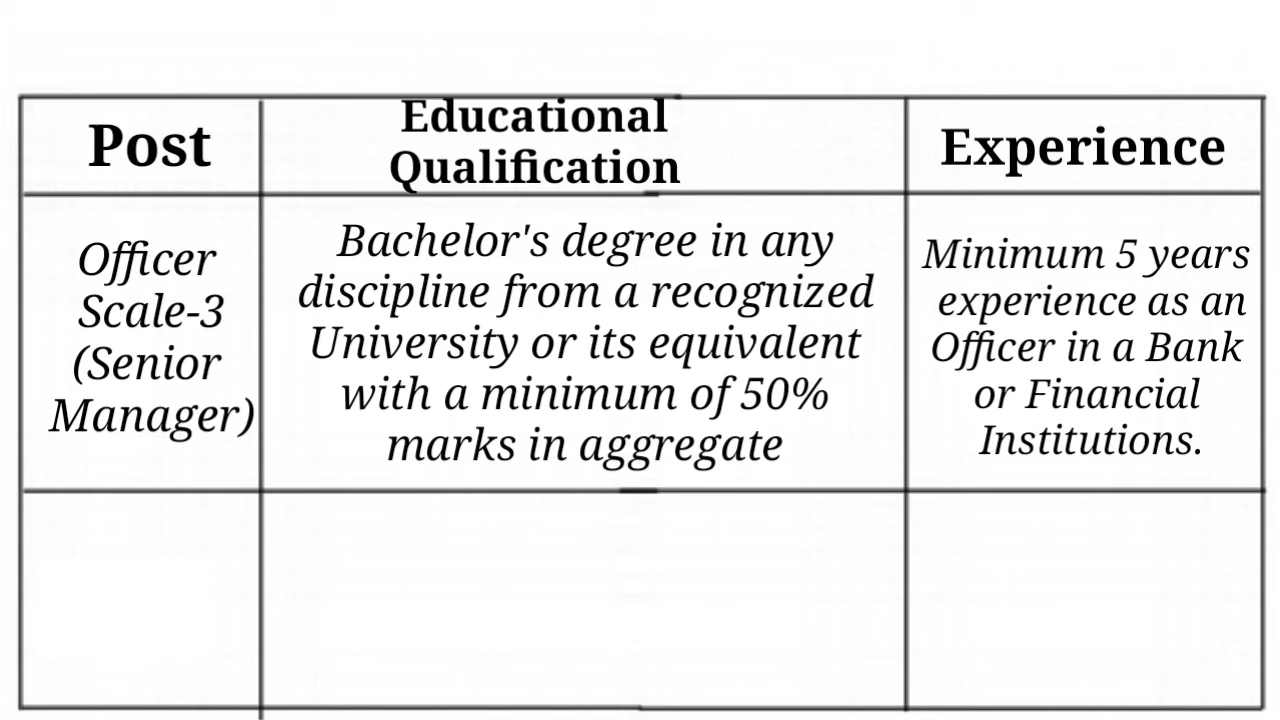 Post
Educational
Qualification
Experience
Officer
Scale-3
(Senior
Manager)
Bachelor's degree in any
discipline from a recognized
University or its equivalent
with a minimum of 50%
marks in aggregate
Minimum 5 years
experience as an
Officer in a Bank
or Financial
Institutions.